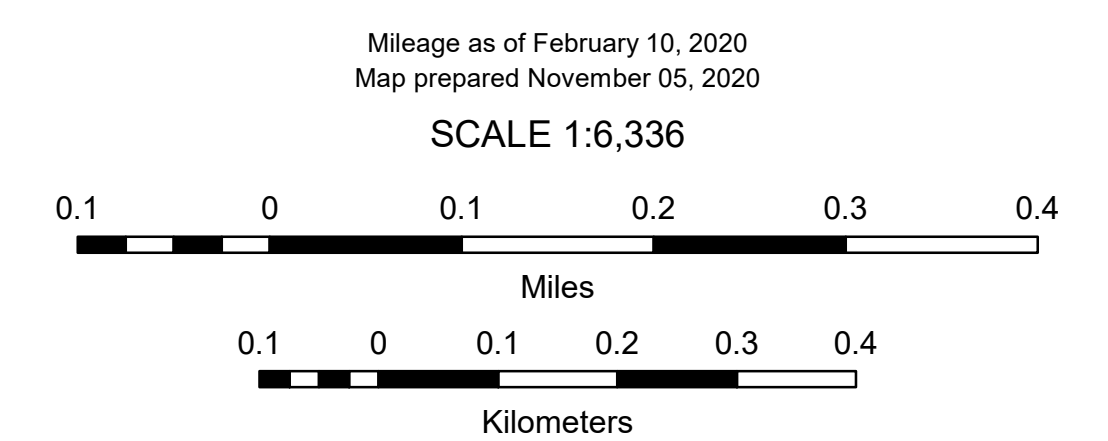 Mileage as of February 10, 2020
Map prepared November 05, 2020
SCALE 1:6,336
0.1 0 0.1 0.2 0.3 0.4
Miles
0.1 0 0.1 0.2 0.3 0.4
Kilometers